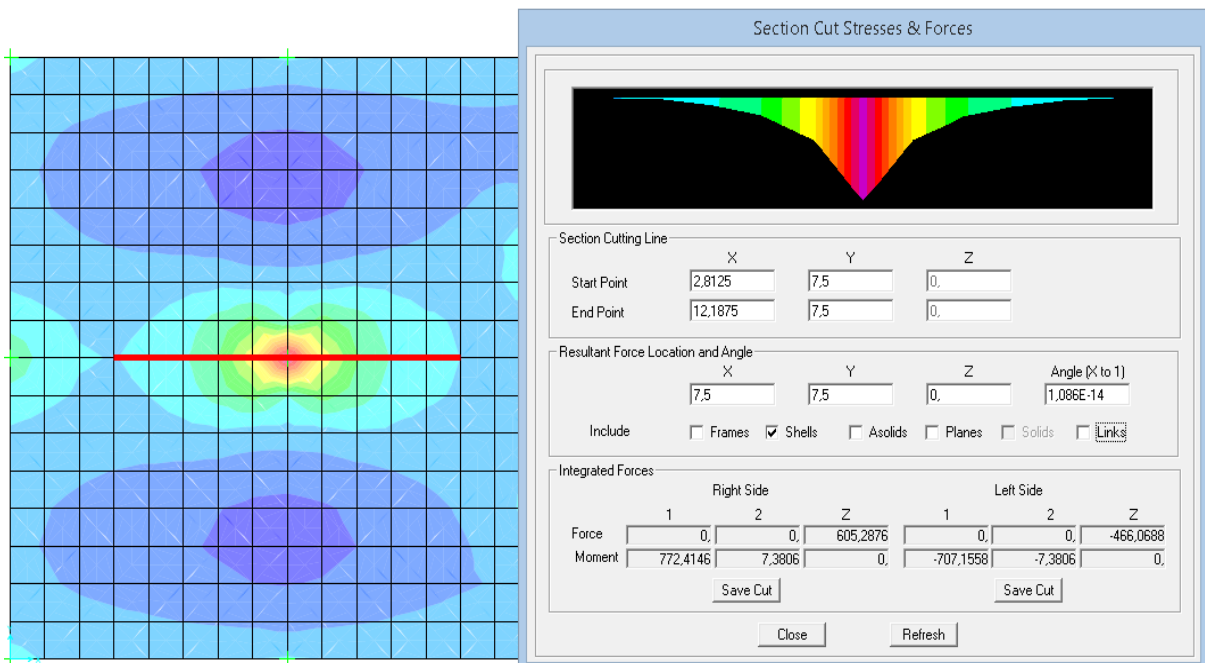 Section Cut Stresses & Forces
Section Cutting Line
X Y Z
Start Point 2,8125 7,5 0,
End Point 12,1875 7,5 0,
Resultant Force Location and Angle
X Y Z Angle (X to 1)
7,5 7,5 0, 1,086E-14
Include Frames Shells Asolids Planes Solids Links
Integrated Forces
Right Side Left Side
1 2 Z 1 2 Z
Force 0, 0, 605,2876 0, 0, -466,0688
Moment 772,4146 7,3806 0, -707,1558 -7,3806 0,
Save Cut Save Cut
Close Refresh